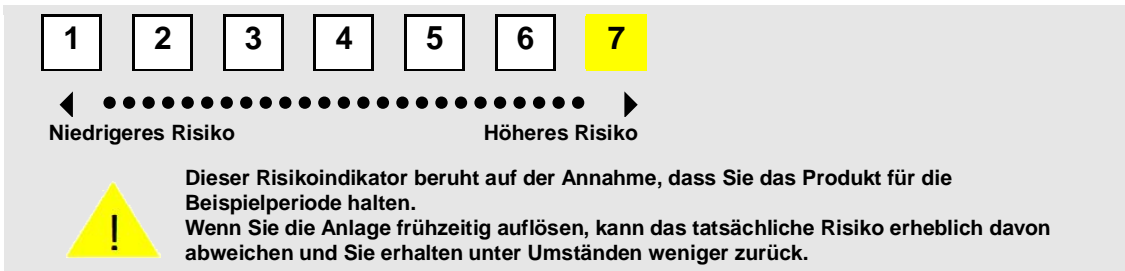 1 2 3 4 5 6 7
Niedrigeres Risiko Höheres Risiko
Dieser Risikoindikator beruht auf der Annahme, dass Sie das Produkt für die
Beispielperiode halten.
Wenn Sie die Anlage frühzeitig auflösen, kann das tatsächliche Risiko erheblich davon
abweichen und Sie erhalten unter Umständen weniger zurück.
!